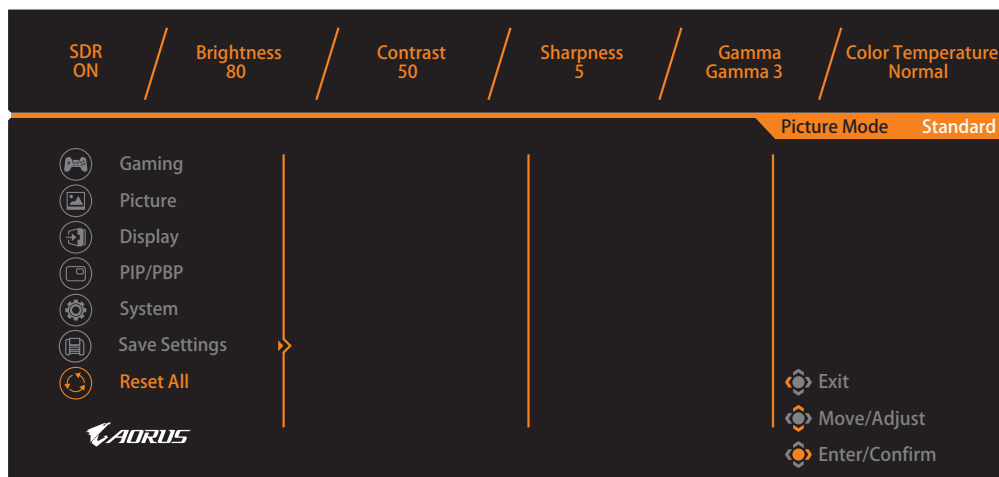 SDR
ON
Brightness
80
Contrast
50
Sharpness
5
Gamma
Gamma 3
Color Temperature
Normal
Picture Mode Standard
Gaming
Picture
Display
PIP/PBP
System
Save Settings
Reset All
AORUS
Exit
Move/Adjust
Enter/Confirm